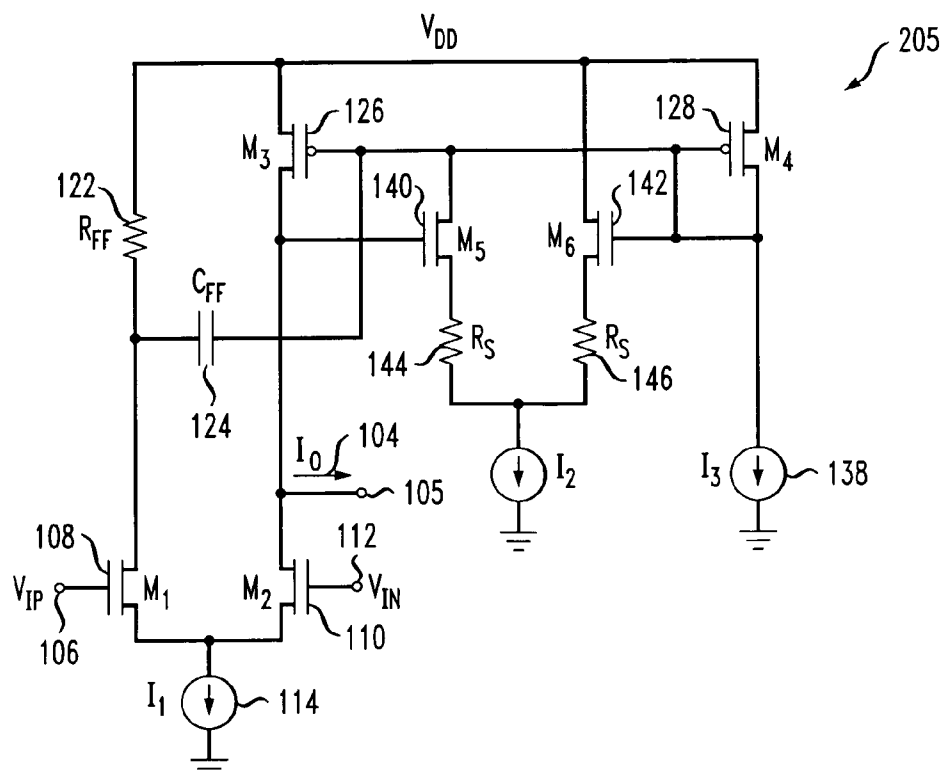 V_DD
205
126
128
M_3
M_4
122
140
142
R_FF
M_5
M_6
C_FF
R_S
R_S
144
146
124
I_O
104
I_2
I_3
138
105
108
112
V_IP
M_1
M_2
V_IN
106
110
I_1
114